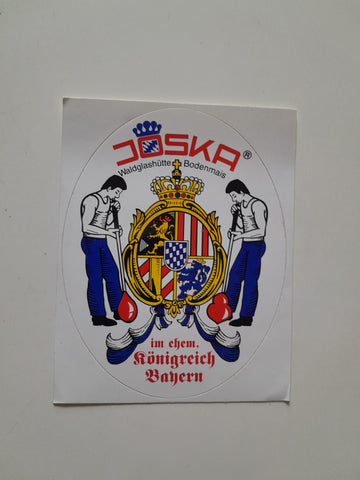 JOSKA®
Waldglashütte Bodenmais
im ehem.
Königreich
Bayern